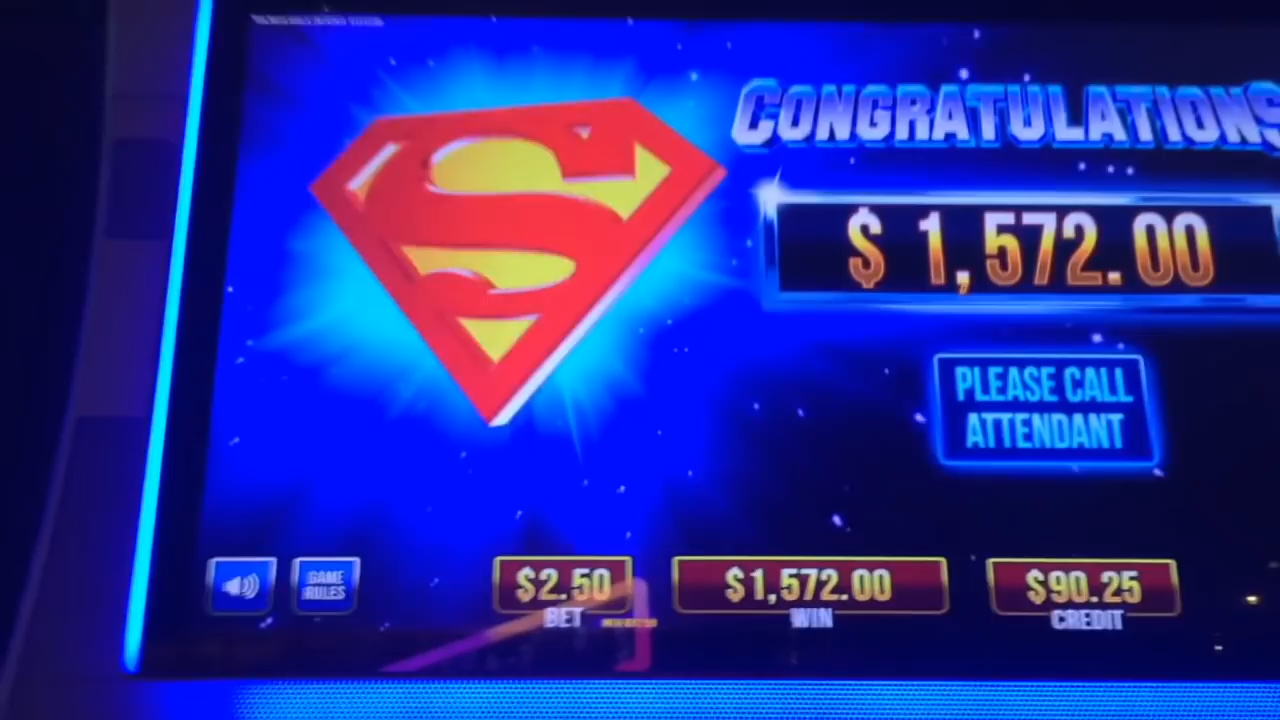 CONGRATULATIONS
$ 1,572.00
PLEASE CALL
ATTENDANT
GAME
RULES
$2.50
BET
$1,572.00
WIN
$90.25
CREDIT